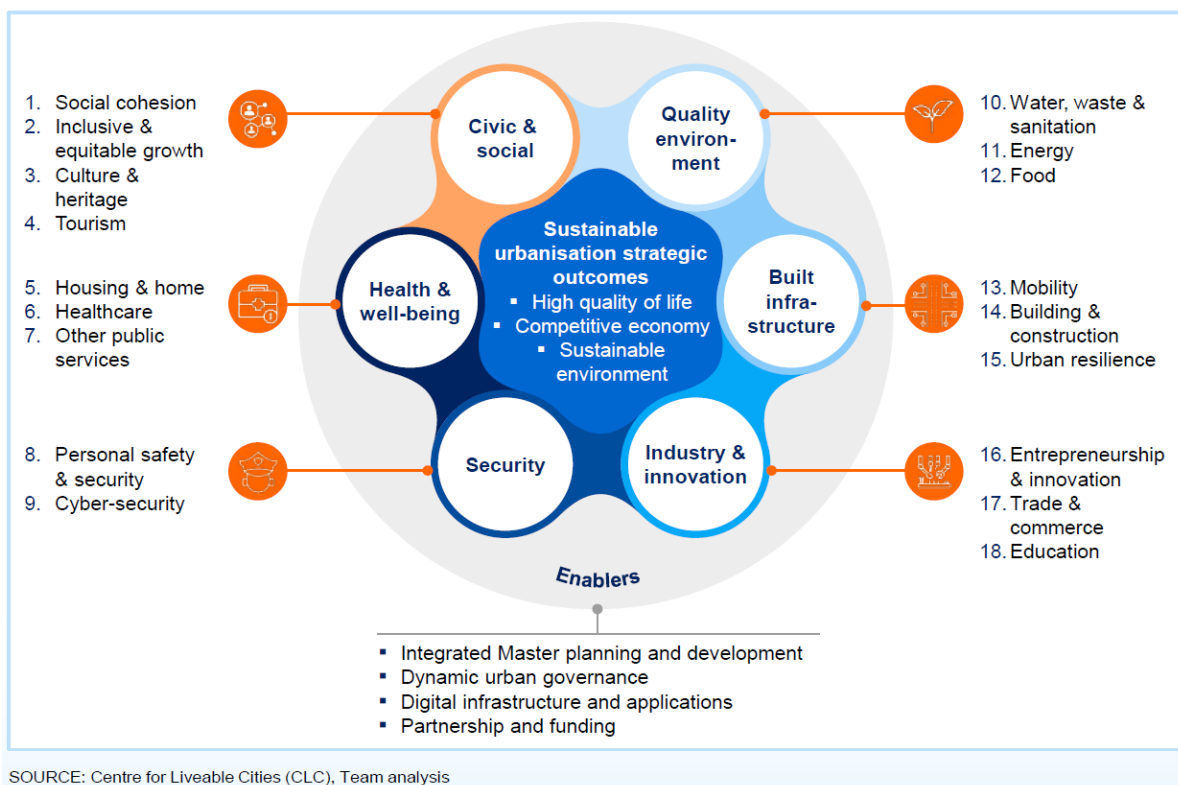 1. Social cohesion
2. Inclusive &
equitable growth
3. Culture &
heritage
4. Tourism
5. Housing & home
6. Healthcare
7. Other public
services
8. Personal safety
& security
9. Cyber-security
Civic &
social
Quality
environ-
ment
Health &
well-being
Sustainable
urbanisation strategic
outcomes
▪ High quality of life
▪ Competitive economy
▪ Sustainable
environment
Built
infra-
structure
Security
Industry &
innovation
Enablers
10. Water, waste &
sanitation
11. Energy
12. Food
13. Mobility
14. Building &
construction
15. Urban resilience
16. Entrepreneurship
& innovation
17. Trade &
commerce
18. Education
▪ Integrated Master planning and development
▪ Dynamic urban governance
▪ Digital infrastructure and applications
▪ Partnership and funding
SOURCE: Centre for Liveable Cities (CLC), Team analysis